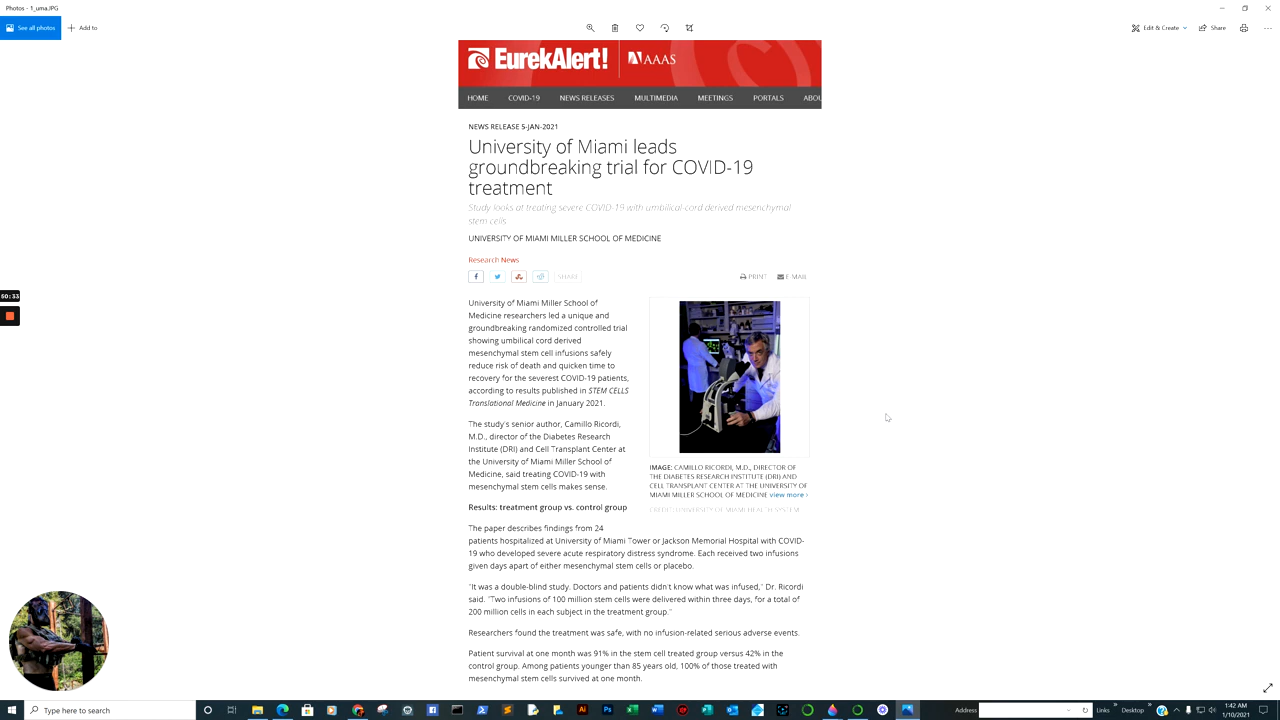 Photos - 1_uma.JPG
See all photos
Add to
Edit & Create
Share
EurekAlert!
AAAS
HOME
COVID-19
NEWS RELEASES
MULTIMEDIA
MEETINGS
PORTALS
ABOU
NEWS RELEASE 5-JAN-2021
University of Miami leads
groundbreaking trial for COVID-19
treatment
Study looks at treating severe COVID-19 with umbilical-cord derived mesenchymal
stem cells
UNIVERSITY OF MIAMI MILLER SCHOOL OF MEDICINE
Research News
SHARE
PRINT
E-MAIL
University of Miami Miller School of
Medicine researchers led a unique and
groundbreaking randomized controlled trial
showing umbilical cord derived
mesenchymal stem cell infusions safely
reduce risk of death and quicken time to
recovery for the severest COVID-19 patients,
according to results published in STEM CELLS
Translational Medicine in January 2021.
The study's senior author, Camillo Ricordi,
M.D., director of the Diabetes Research
Institute (DRI) and Cell Transplant Center at
the University of Miami Miller School of
Medicine, said treating COVID-19 with
mesenchymal stem cells makes sense.
IMAGE: CAMILLO RICORDI, M.D., DIRECTOR OF
THE DIABETES RESEARCH INSTITUTE (DRI) AND
CELL TRANSPLANT CENTER AT THE UNIVERSITY OF
MIAMI MILLER SCHOOL OF MEDICINE view more ›
CREDIT: UNIVERSITY OF MIAMI HEALTH SYSTEM
Results: treatment group vs. control group
The paper describes findings from 24
patients hospitalized at University of Miami Tower or Jackson Memorial Hospital with COVID-
19 who developed severe acute respiratory distress syndrome. Each received two infusions
given days apart of either mesenchymal stem cells or placebo.
"It was a double-blind study. Doctors and patients didn't know what was infused," Dr. Ricordi
said. "Two infusions of 100 million stem cells were delivered within three days, for a total of
200 million cells in each subject in the treatment group."
Researchers found the treatment was safe, with no infusion-related serious adverse events.
Patient survival at one month was 91% in the stem cell treated group versus 42% in the
control group. Among patients younger than 85 years old, 100% of those treated with
mesenchymal stem cells survived at one month.
50:33
Type here to search
Address
Links
Desktop
1:42 AM
1/10/2021